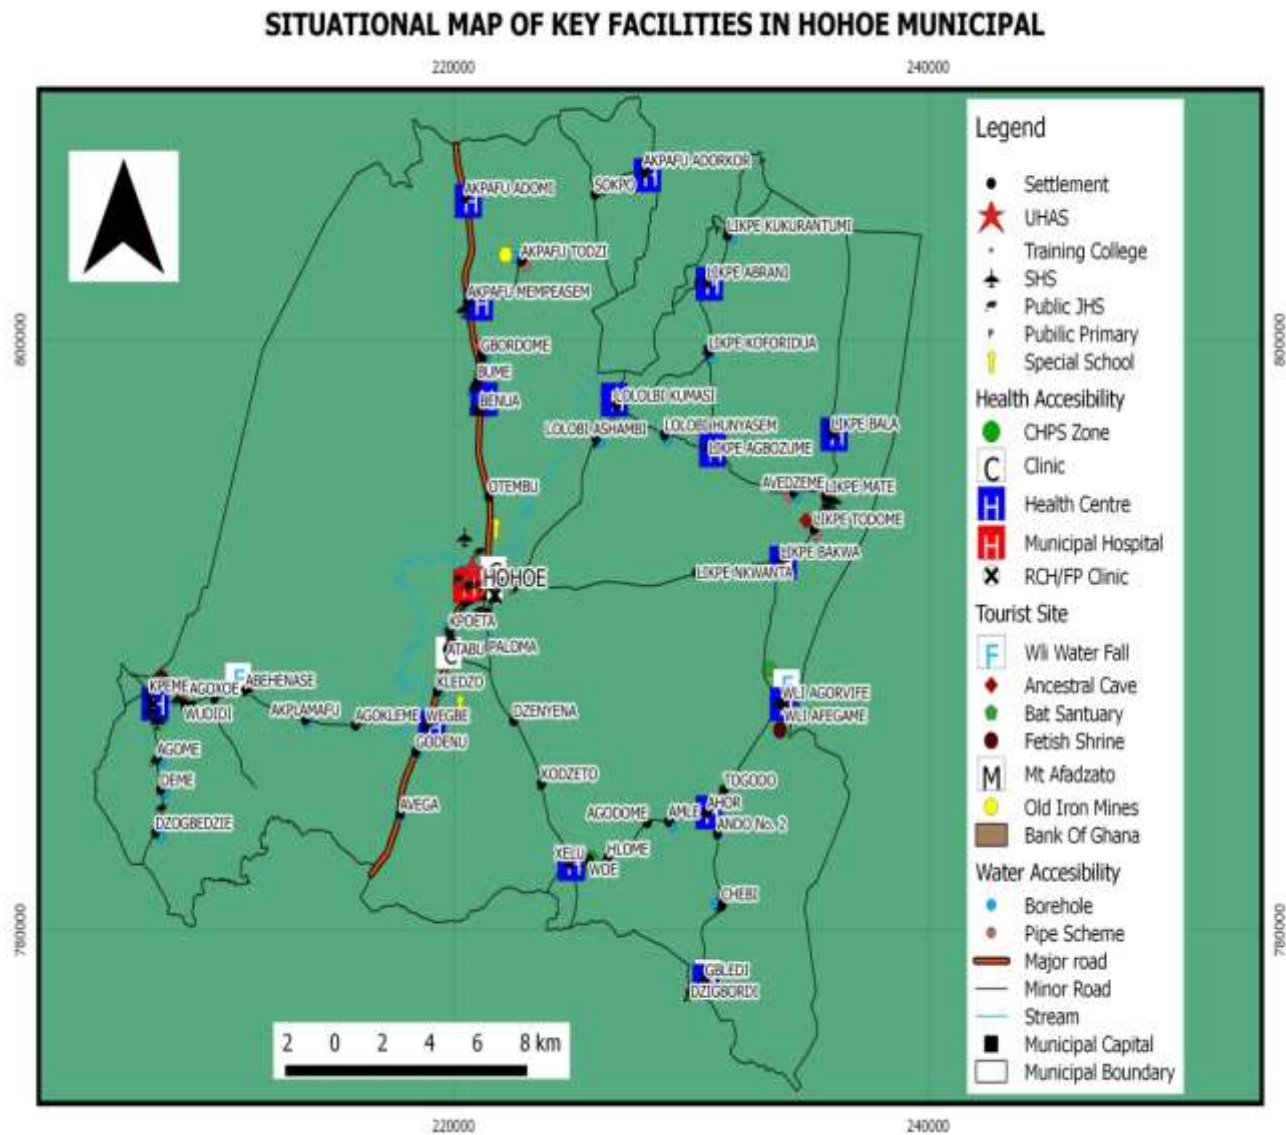 SITUATIONAL MAP OF KEY FACILITIES IN HOHOE MUNICIPAL
220000 240000
800000 800000
780000 780000
AKPAFU ADORKOR
SOKPO
AKPAFU ADOMI
H
H
LIKPE KUKURANTUMI
AKPAFU TODZI
LIKPE ABRANI
H
AKPAFU MEMPEASEM
H
GBORDOME
LIKPE KOFORIDUA
BUME
BENUA
LOLOLBI KUMASI
LOLOBI ASHAMBI
LOLOBI HUNYASEM
LIKPE BALA
LIKPE AGBOZUME
OTEMBU
AVEDZEME
LIKPE MATE
LIKPE TODOME
LIKPE BAKWA
LIKPE NKWANTA
HOHOE
KPOETA
ATABU
PALOMA
C
KLEDZO
KPEME
AGOXOE
ABEHENASE
WUDIDI
AKPLAMAFU
AGOKLEME
WEGBE
GODENU
DZENYENA
WLI AGORVIFE
WLI AFEGAME
AGOME
DEME
DZOGBEDZIE
AVEGA
KODZETO
TOGODO
AGODOME
AMLE
AHOR
ANDO No. 2
XELU
HLOME
WOE
CHEBI
GBLEDI
DZIGBORDI
2 0 2 4 6 8 km
220000 240000
Legend
Settlement
UHAS
Training College
SHS
Public JHS
Pubilic Primary
Special School
Health Accesibility
CHPS Zone
C Clinic
H Health Centre
H Municipal Hospital
RCH/FP Clinic
Tourist Site
F Wli Water Fall
Ancestral Cave
Bat Santuary
Fetish Shrine
M Mt Afadzato
Old Iron Mines
Bank Of Ghana
Water Accesibility
Borehole
Pipe Scheme
Major road
Minor Road
Stream
Municipal Capital
Municipal Boundary